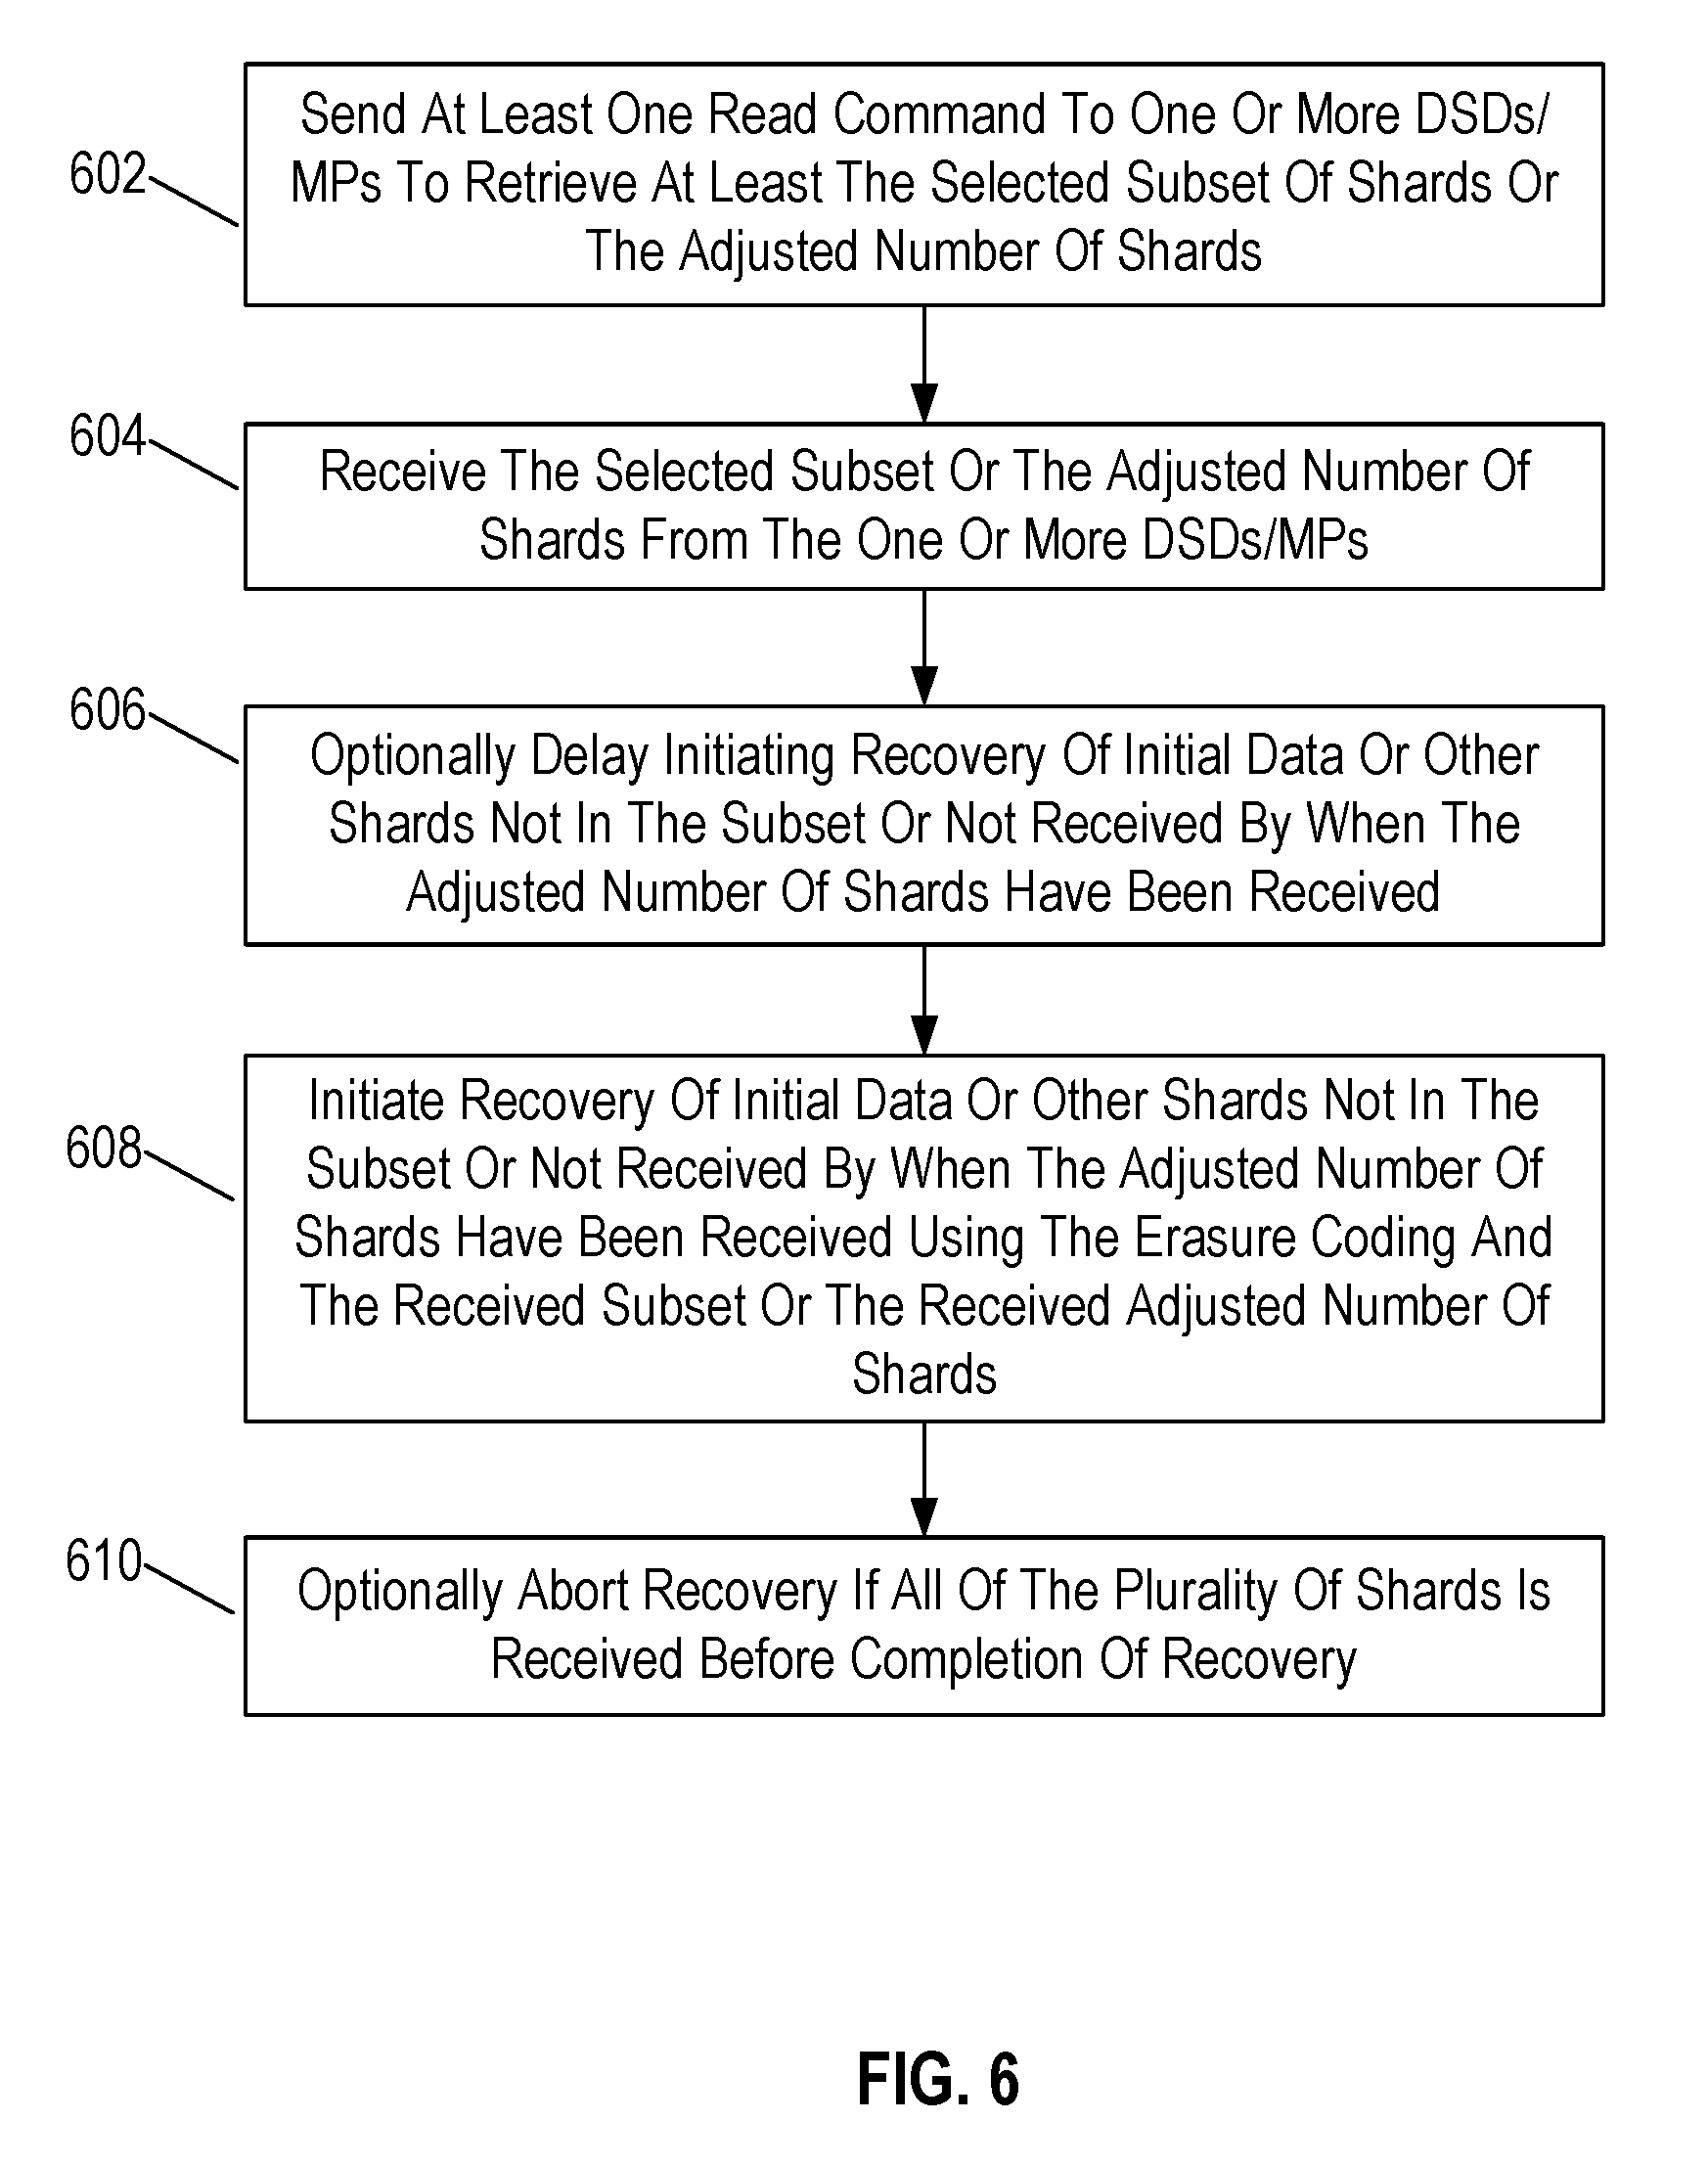 602
Send At Least One Read Command To One Or More DSDs/
MPs To Retrieve At Least The Selected Subset Of Shards Or
The Adjusted Number Of Shards
604
Receive The Selected Subset Or The Adjusted Number Of
Shards From The One Or More DSDs/MPs
606
Optionally Delay Initiating Recovery Of Initial Data Or Other
Shards Not In The Subset Or Not Received By When The
Adjusted Number Of Shards Have Been Received
608
Initiate Recovery Of Initial Data Or Other Shards Not In The
Subset Or Not Received By When The Adjusted Number Of
Shards Have Been Received Using The Erasure Coding And
The Received Subset Or The Received Adjusted Number Of
Shards
610
Optionally Abort Recovery If All Of The Plurality Of Shards Is
Received Before Completion Of Recovery
FIG. 6